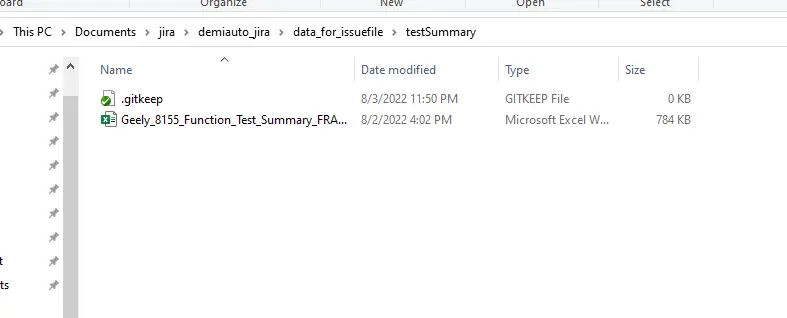 Organize New Open Select
This PC > Documents > jira > demiauto_jira > data_for_issuefile > testSummary
Name Date modified Type Size
.gitkeep 8/3/2022 11:50 PM GITKEEP File 0 KB
Geely_8155_Function_Test_Summary_FRA... 8/2/2022 4:02 PM Microsoft Excel W... 784 KB
t
ts